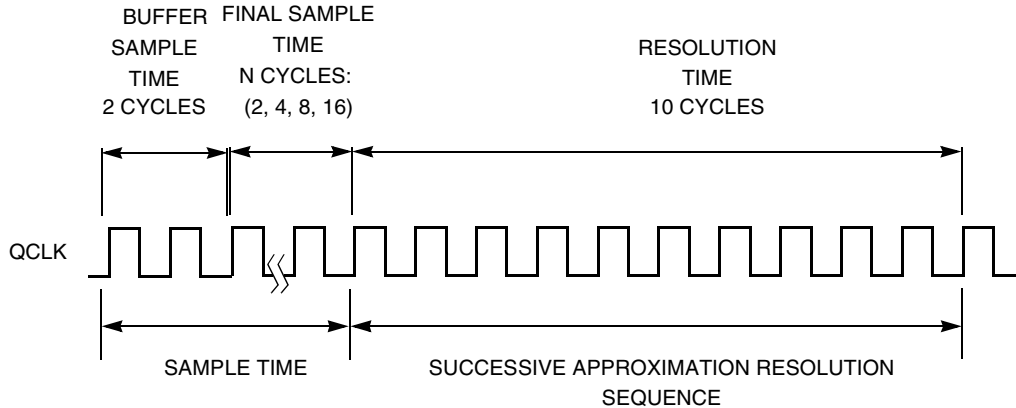 BUFFER
SAMPLE
TIME
2 CYCLES
FINAL SAMPLE
TIME
N CYCLES:
(2, 4, 8, 16)
RESOLUTION
TIME
10 CYCLES
QCLK
SAMPLE TIME
SUCCESSIVE APPROXIMATION RESOLUTION
SEQUENCE